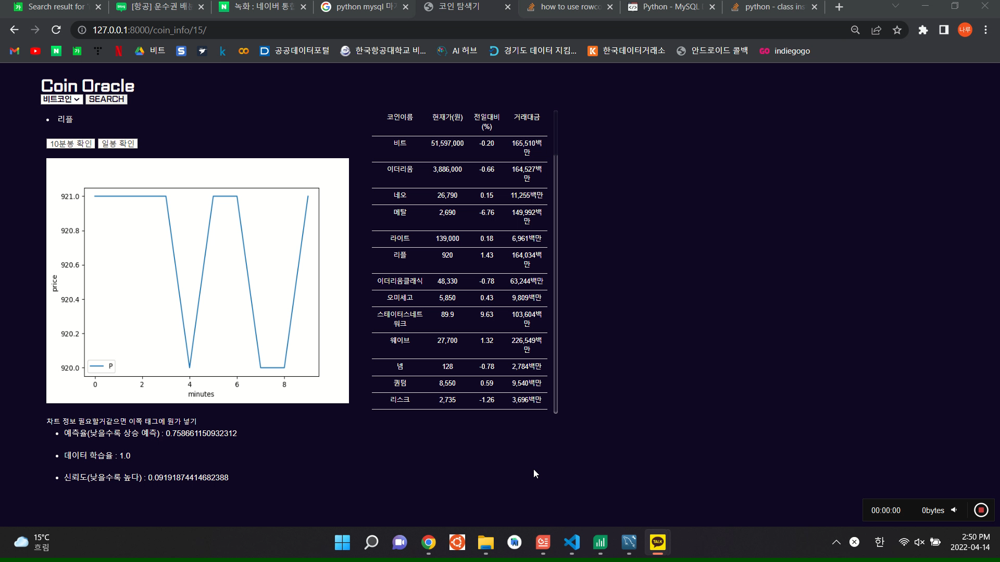 Search result for '
[항공] 운수권 배분
녹화 : 네이버 통합
python mysql 마지
코인 탐색기
how to use rowco
Python - MySQL D
python - class ins
127.0.0.1:8000/coin_info/15/
나루
비트
공공데이터포털
한국항공대학교 비...
AI 허브
경기도 데이터 지킴...
한국데이터거래소
안드로이드 콜백
GO indiegogo
Coin Oracle
비트코인 SEARCH
• 리플
10분봉 확인 일봉 확인
921.0
920.8
920.6
920.4
920.2
920.0
price
P
0 2 4 6 8
minutes
코인이름 현재가(원) 전일대비 거래대금
(%)
비트 51,597,000 -0.20 165,510백
만
이더리움 3,886,000 -0.66 164,527백
만
네오 26,790 0.15 11,255백만
메탈 2,690 -6.76 149,992백
만
라이트 139,000 0.18 6,961백만
리플 920 1.43 164,034백
만
이더리움클래식 48,330 -0.78 63,244백만
오미세고 5,850 0.43 9,809백만
스테이터스네트 89.9 9.63 103,604백
워크 만
웨이브 27,700 1.32 226,549백
만
넴 128 -0.78 2,784백만
퀀텀 8,550 0.59 9,540백만
리스크 2,735 -1.26 3,696백만
차트 정보 필요할거같으면 이쪽 태그에 뭔가 넣기
• 예측율(낮을수록 상승 예측) : 0.758661150932312
• 데이터 학습율 : 1.0
• 신뢰도(낮을수록 높다) : 0.09191874414682388
00:00:00 0bytes
15°C
흐림
TALK
한
2:50 PM
2022-04-14